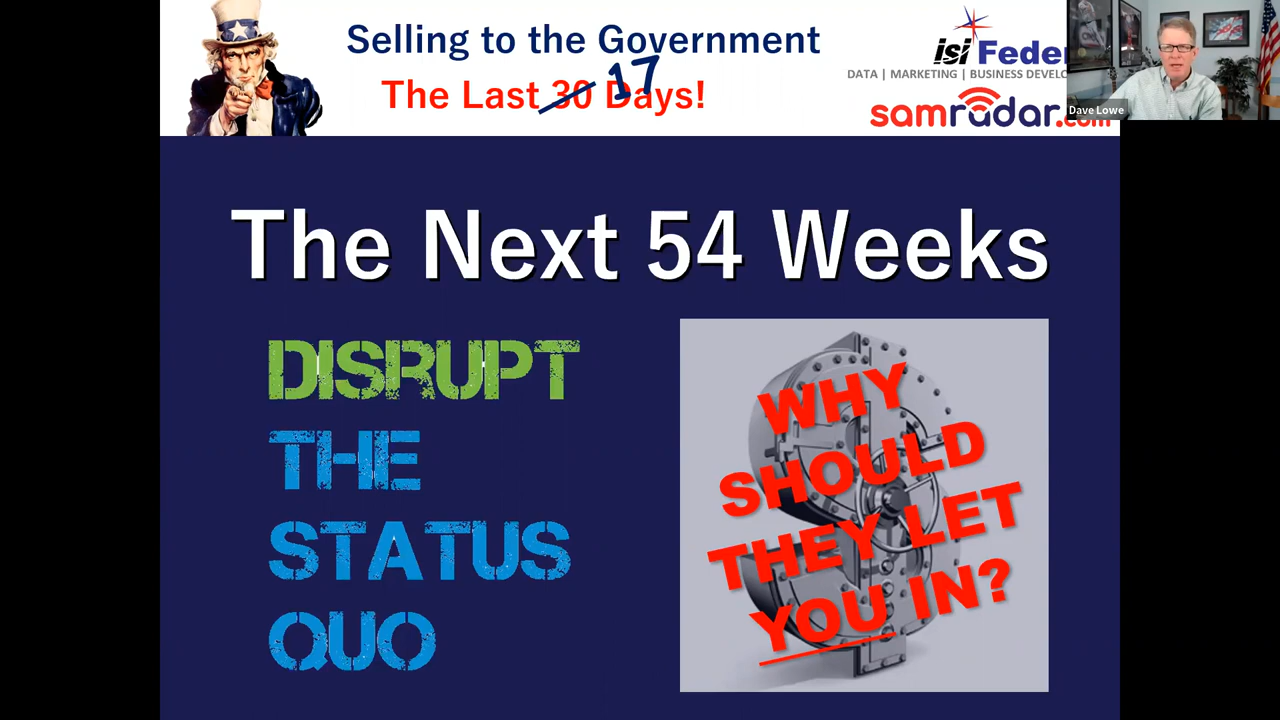 Selling to the Government
The Last 30 Days!
17
isi Feder
DATA | MARKETING | BUSINESS DEVEL
samradar.com
Dave Lowe
The Next 54 Weeks
DISRUPT
THE
STATUS
QUO
WHY
SHOULD
THEY LET
YOU IN?